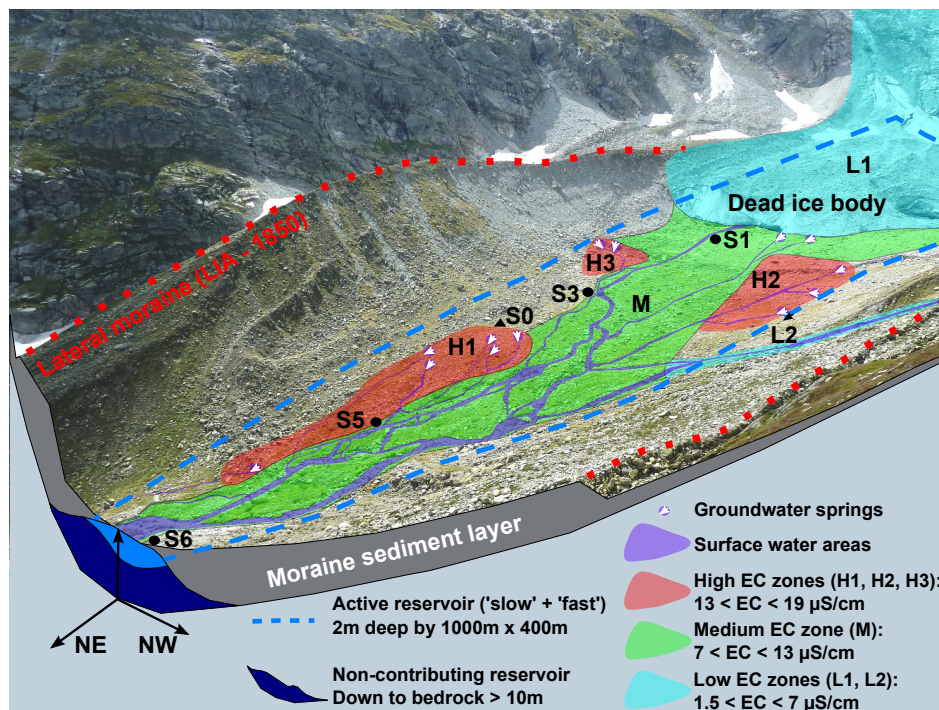 L1
Dead ice body
Lateral moraine (LIA - 1850)
S1
H3
H2
S3
M
S0
L2
H1
S5
S6
Moraine sediment layer
NE
NW
Active reservoir ('slow' + 'fast')
2m deep by 1000m x 400m
Non-contributing reservoir
Down to bedrock > 10m
Groundwater springs
Surface water areas
High EC zones (H1, H2, H3):
13 < EC < 19 µS/cm
Medium EC zone (M):
7 < EC < 13 µS/cm
Low EC zones (L1, L2):
1.5 < EC < 7 µS/cm